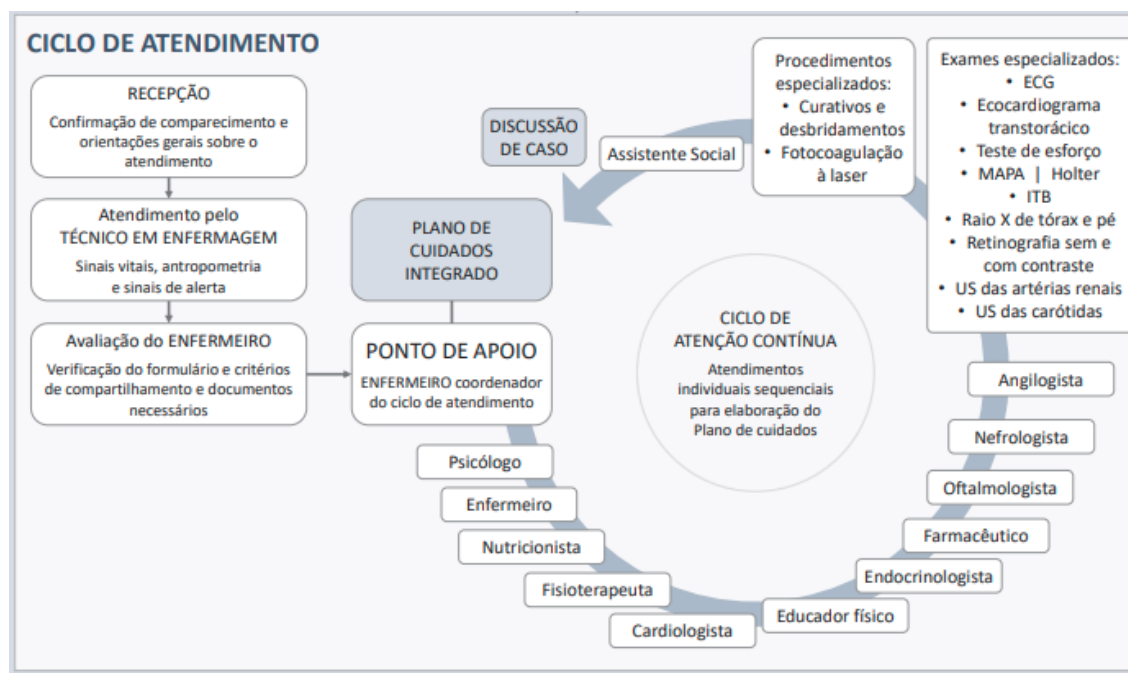 CICLO DE ATENDIMENTO
RECEPÇÃO
Confirmação de comparecimento e
orientações gerais sobre o
atendimento
Atendimento pelo
TÉCNICO EM ENFERMAGEM
Sinais vitais, antropometria
e sinais de alerta
Avaliação do ENFERMEIRO
Verificação do formulário e critérios
de compartilhamento e documentos
necessários
DISCUSSÃO
DE CASO
PLANO DE
CUIDADOS
INTEGRADO
PONTO DE APOIO
ENFERMEIRO coordenador
do ciclo de atendimento
Psicólogo
Enfermeiro
Nutricionista
Fisioterapeuta
Cardiologista
Educador físico
Endocrinologista
Farmacêutico
Oftalmologista
Nefrologista
Angilogista
Exames especializados:
• ECG
• Ecocardiograma
transtorácico
• Teste de esforço
• MAPA | Holter
• ITB
• Raio X de tórax e pé
• Retinografia sem e
com contraste
• US das artérias renais
• US das carótidas
Procedimentos
especializados:
• Curativos e
desbridamentos
• Fotocoagulação
à laser
Assistente Social
CICLO DE
ATENÇÃO CONTÍNUA
Atendimentos
individuais sequenciais
para elaboração do
Plano de cuidados